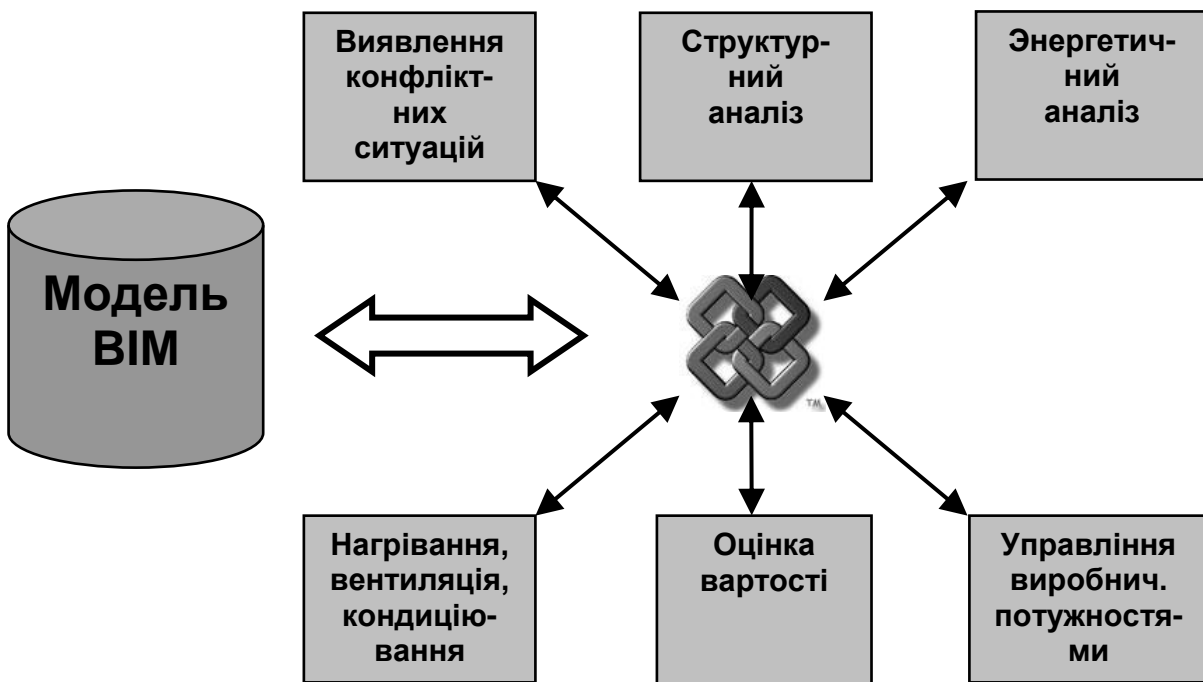 Виявлення
конфлікт-
них
ситуацій
Структур-
ний
аналіз
Энергетич-
ний
аналіз
Модель
BIM
TM
Нагрівання,
вентиляція,
кондицію-
вання
Оцінка
вартості
Управління
виробнич.
потужностя-
ми